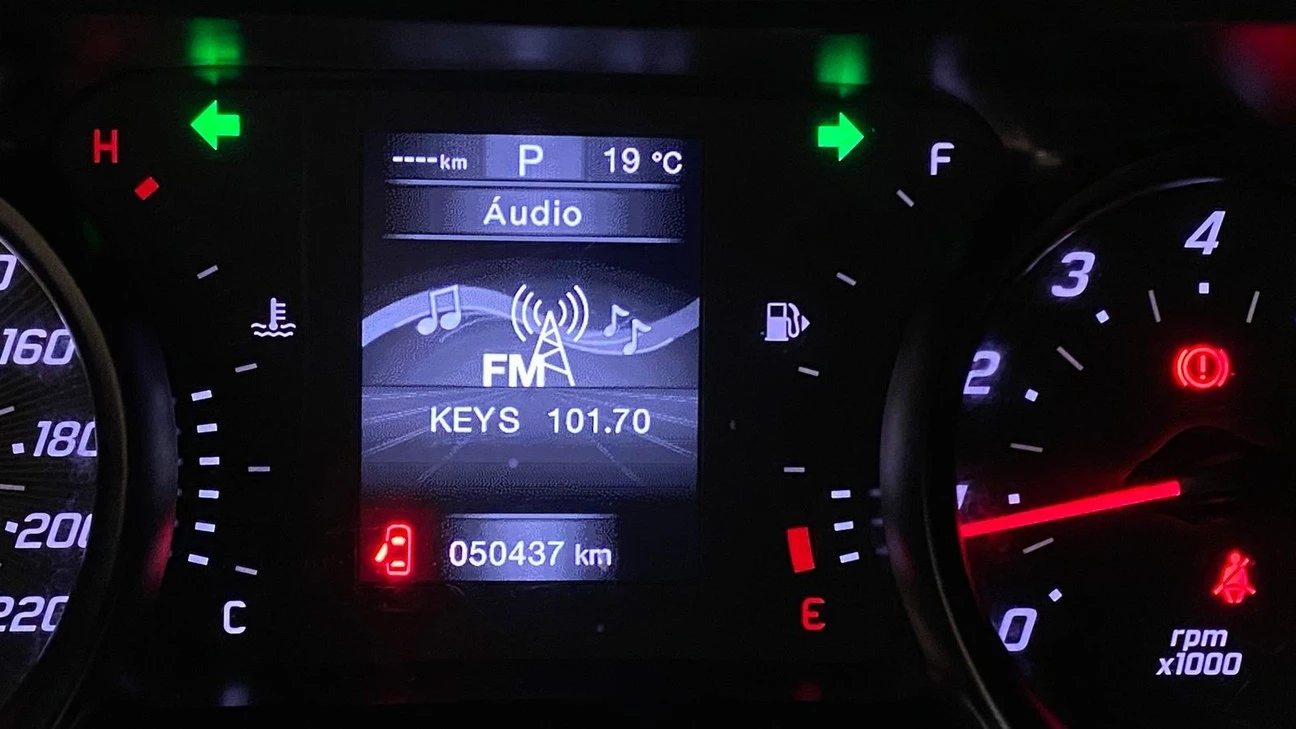 H
----km P 19 °C
F
Áudio
FM
KEYS 101.70
050437 km
C
E
160
180
200
220
4
3
2
1
0
rpm
x1000